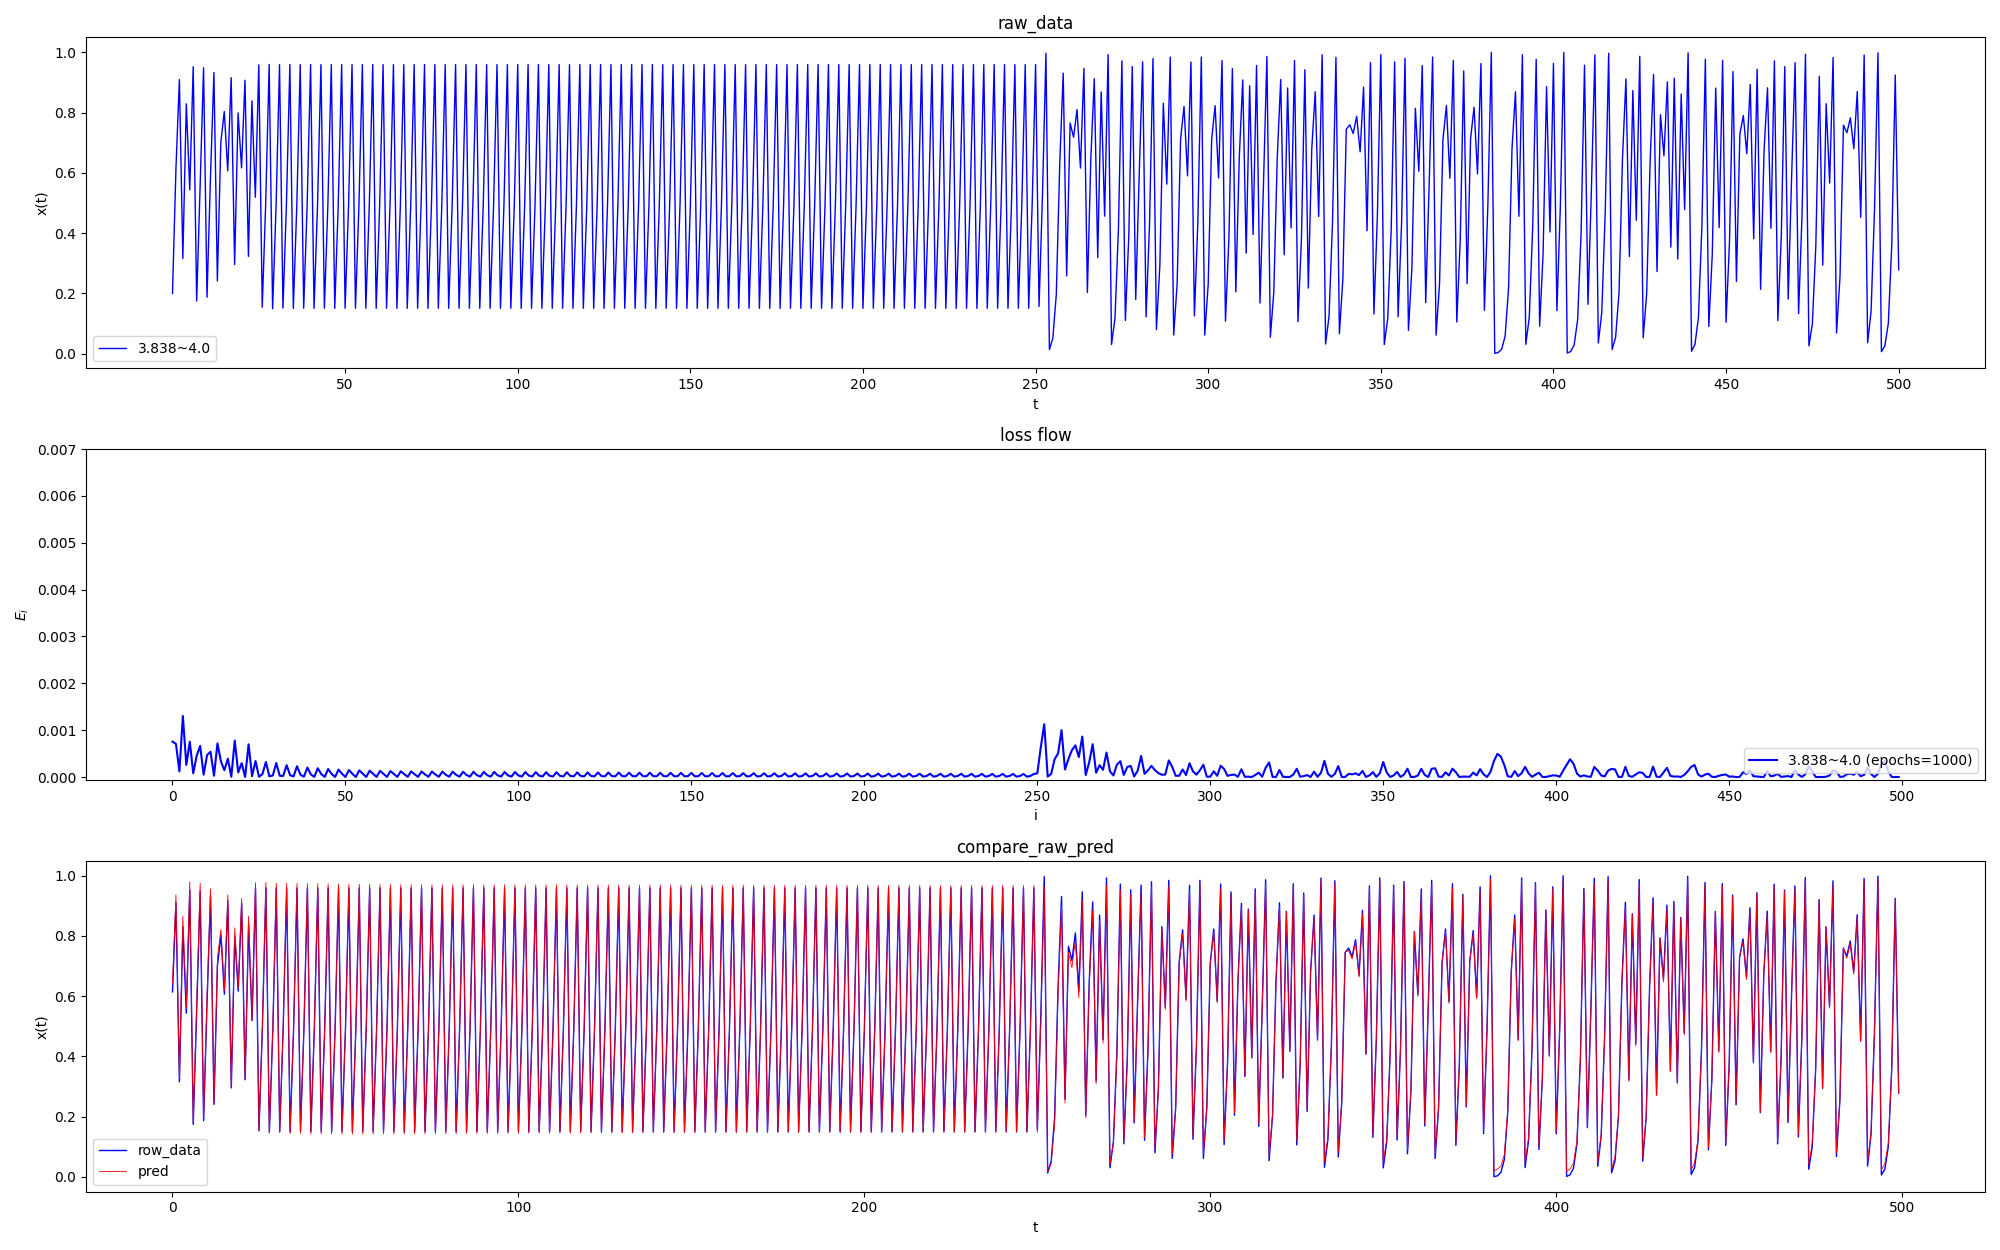 raw_data
1.0
0.8
0.6
0.4
0.2
0.0
x(t)
3.838~4.0
50 100 150 200 250 300 350 400 450 500
t
loss flow
0.007
0.006
0.005
0.004
0.003
0.002
0.001
0.000
E_i
3.838~4.0 (epochs=1000)
0 50 100 150 200 250 300 350 400 450 500
i
compare_raw_pred
1.0
0.8
0.6
0.4
0.2
0.0
x(t)
row_data
pred
0 100 200 300 400 500
t